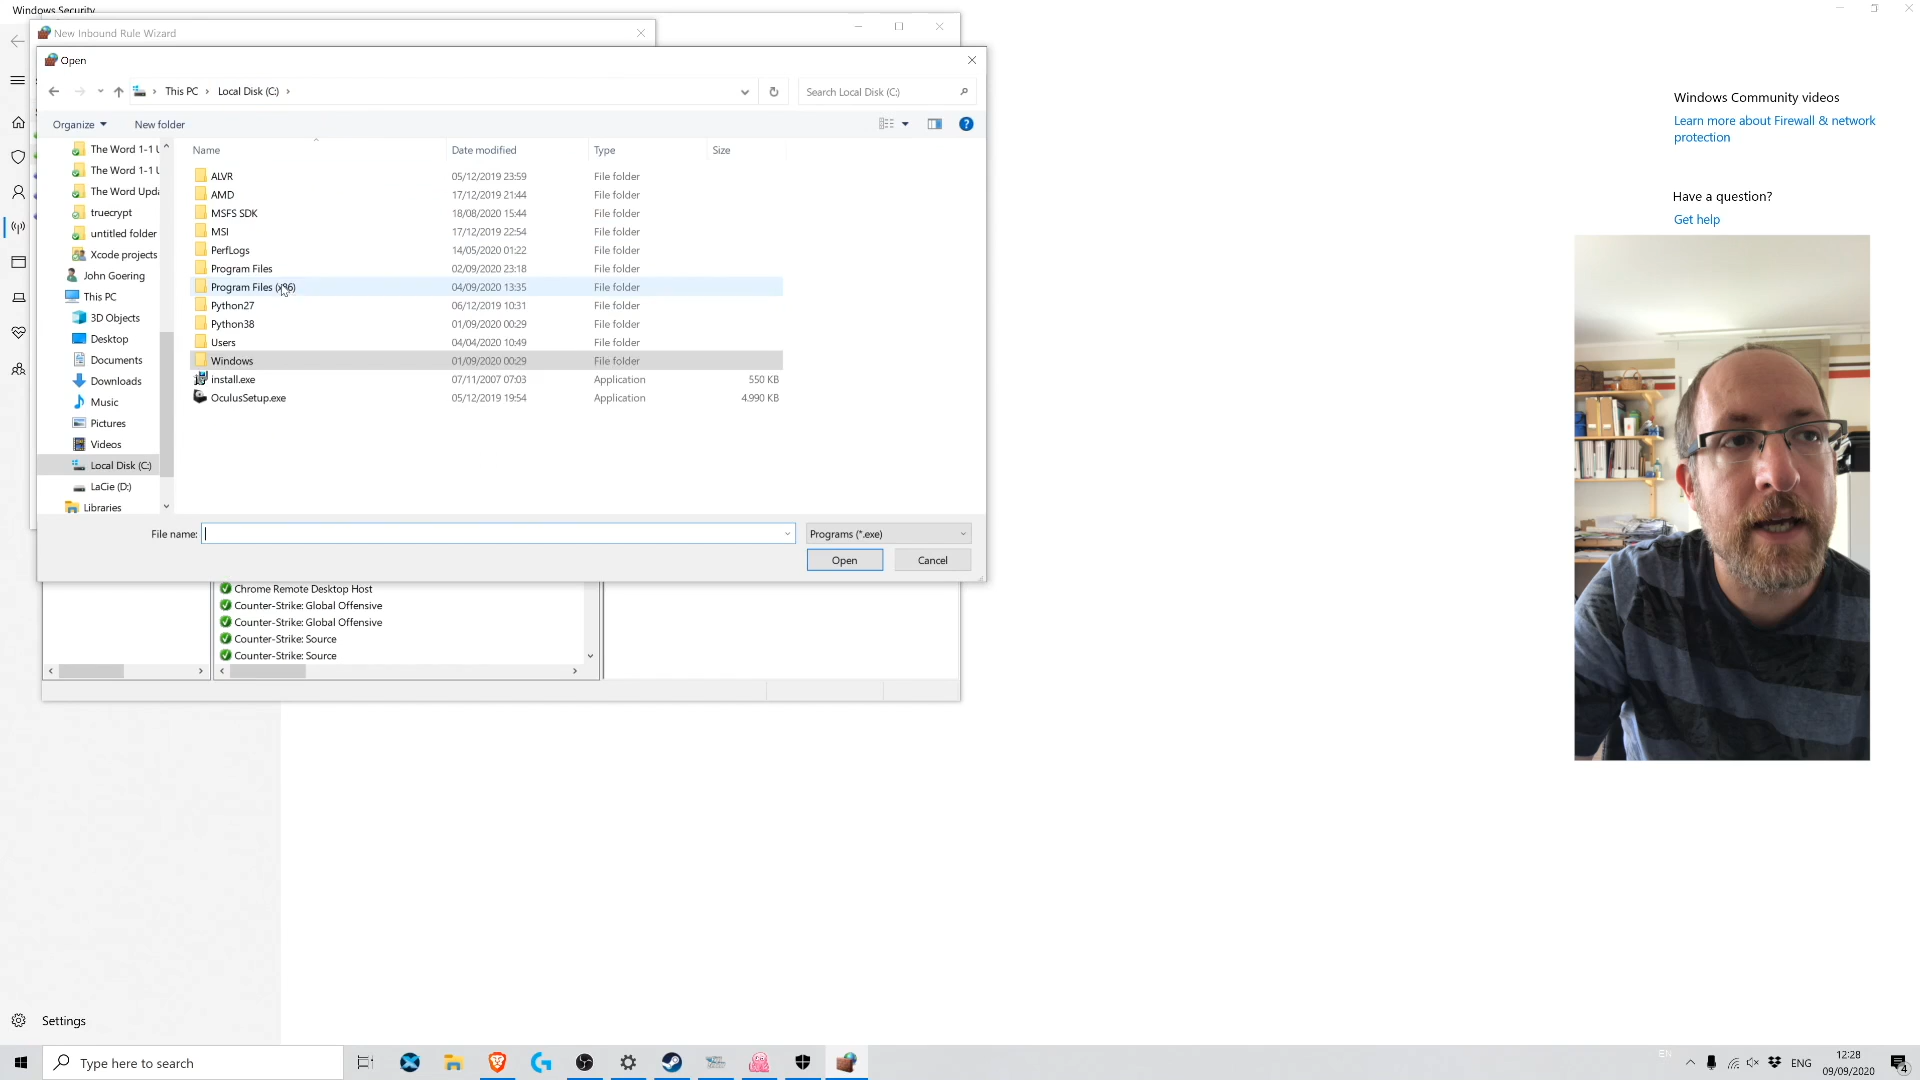 Windows Security
New Inbound Rule Wizard
Open
This PC
Local Disk (C:)
Search Local Disk (C:)
Organize
New folder
Windows Community videos
Learn more about Firewall & network
protection
Have a question?
Get help
The Word 1-1 U
The Word 1-1 U
The Word Upda
truecrypt
untitled folder
Xcode projects
John Goering
This PC
3D Objects
Desktop
Documents
Downloads
Music
Pictures
Videos
Local Disk (C:)
LaCie (D:)
Libraries
Name Date modified Type Size
ALVR 05/12/2019 23:59 File folder
AMD 17/12/2019 21:44 File folder
MSFS SDK 18/08/2020 15:44 File folder
MSI 17/12/2019 22:54 File folder
PerfLogs 14/05/2020 01:22 File folder
Program Files 02/09/2020 23:18 File folder
Program Files (x86) 04/09/2020 13:35 File folder
Python27 06/12/2019 10:31 File folder
Python38 01/09/2020 00:29 File folder
Users 04/04/2020 10:49 File folder
Windows 01/09/2020 00:29 File folder
install.exe 07/11/2007 07:03 Application 550 KB
OculusSetup.exe 05/12/2019 19:54 Application 4.990 KB
File name:
Programs (*.exe)
Open
Cancel
Chrome Remote Desktop Host
Counter-Strike: Global Offensive
Counter-Strike: Global Offensive
Counter-Strike: Source
Counter-Strike: Source
Settings
Type here to search
EN
ENG
12:28
09/09/2020
4